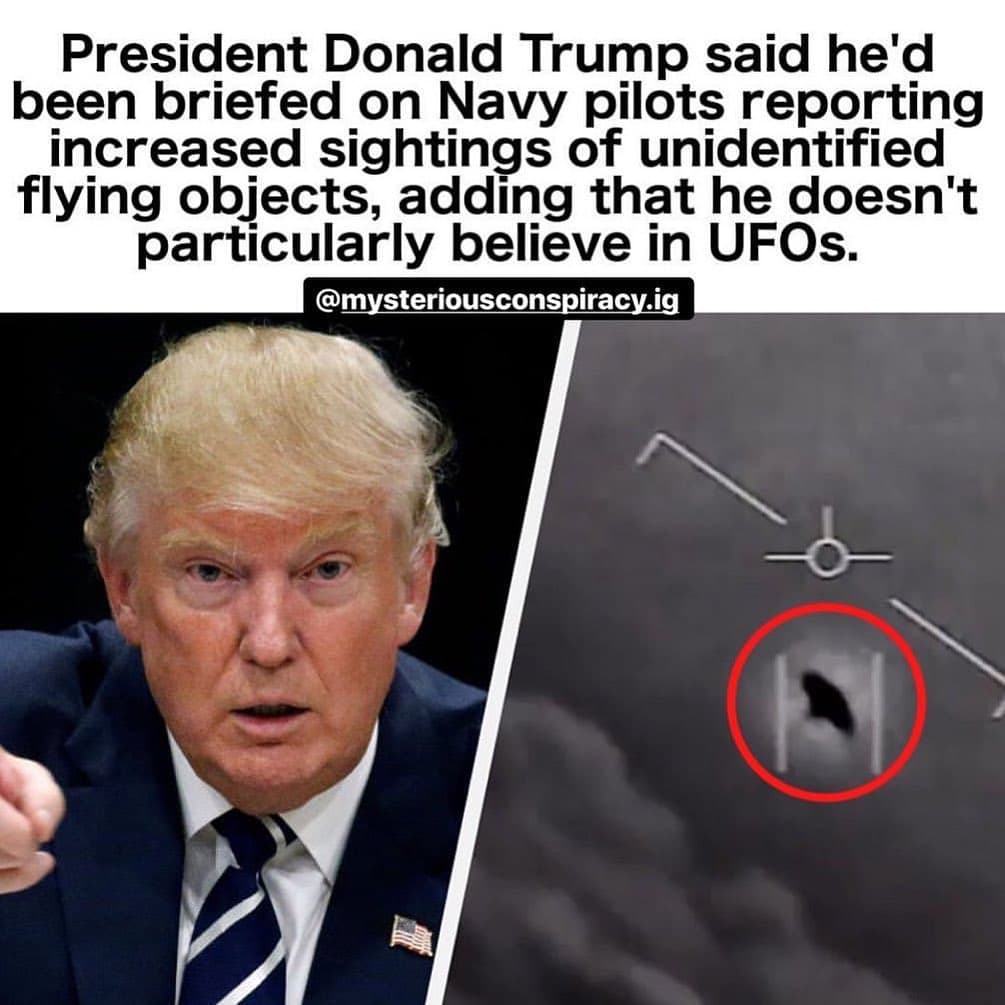 President Donald Trump said he'd
been briefed on Navy pilots reporting
increased sightings of unidentified
flying objects, adding that he doesn't
particularly believe in UFOs.
@mysteriousconspiracy.ig